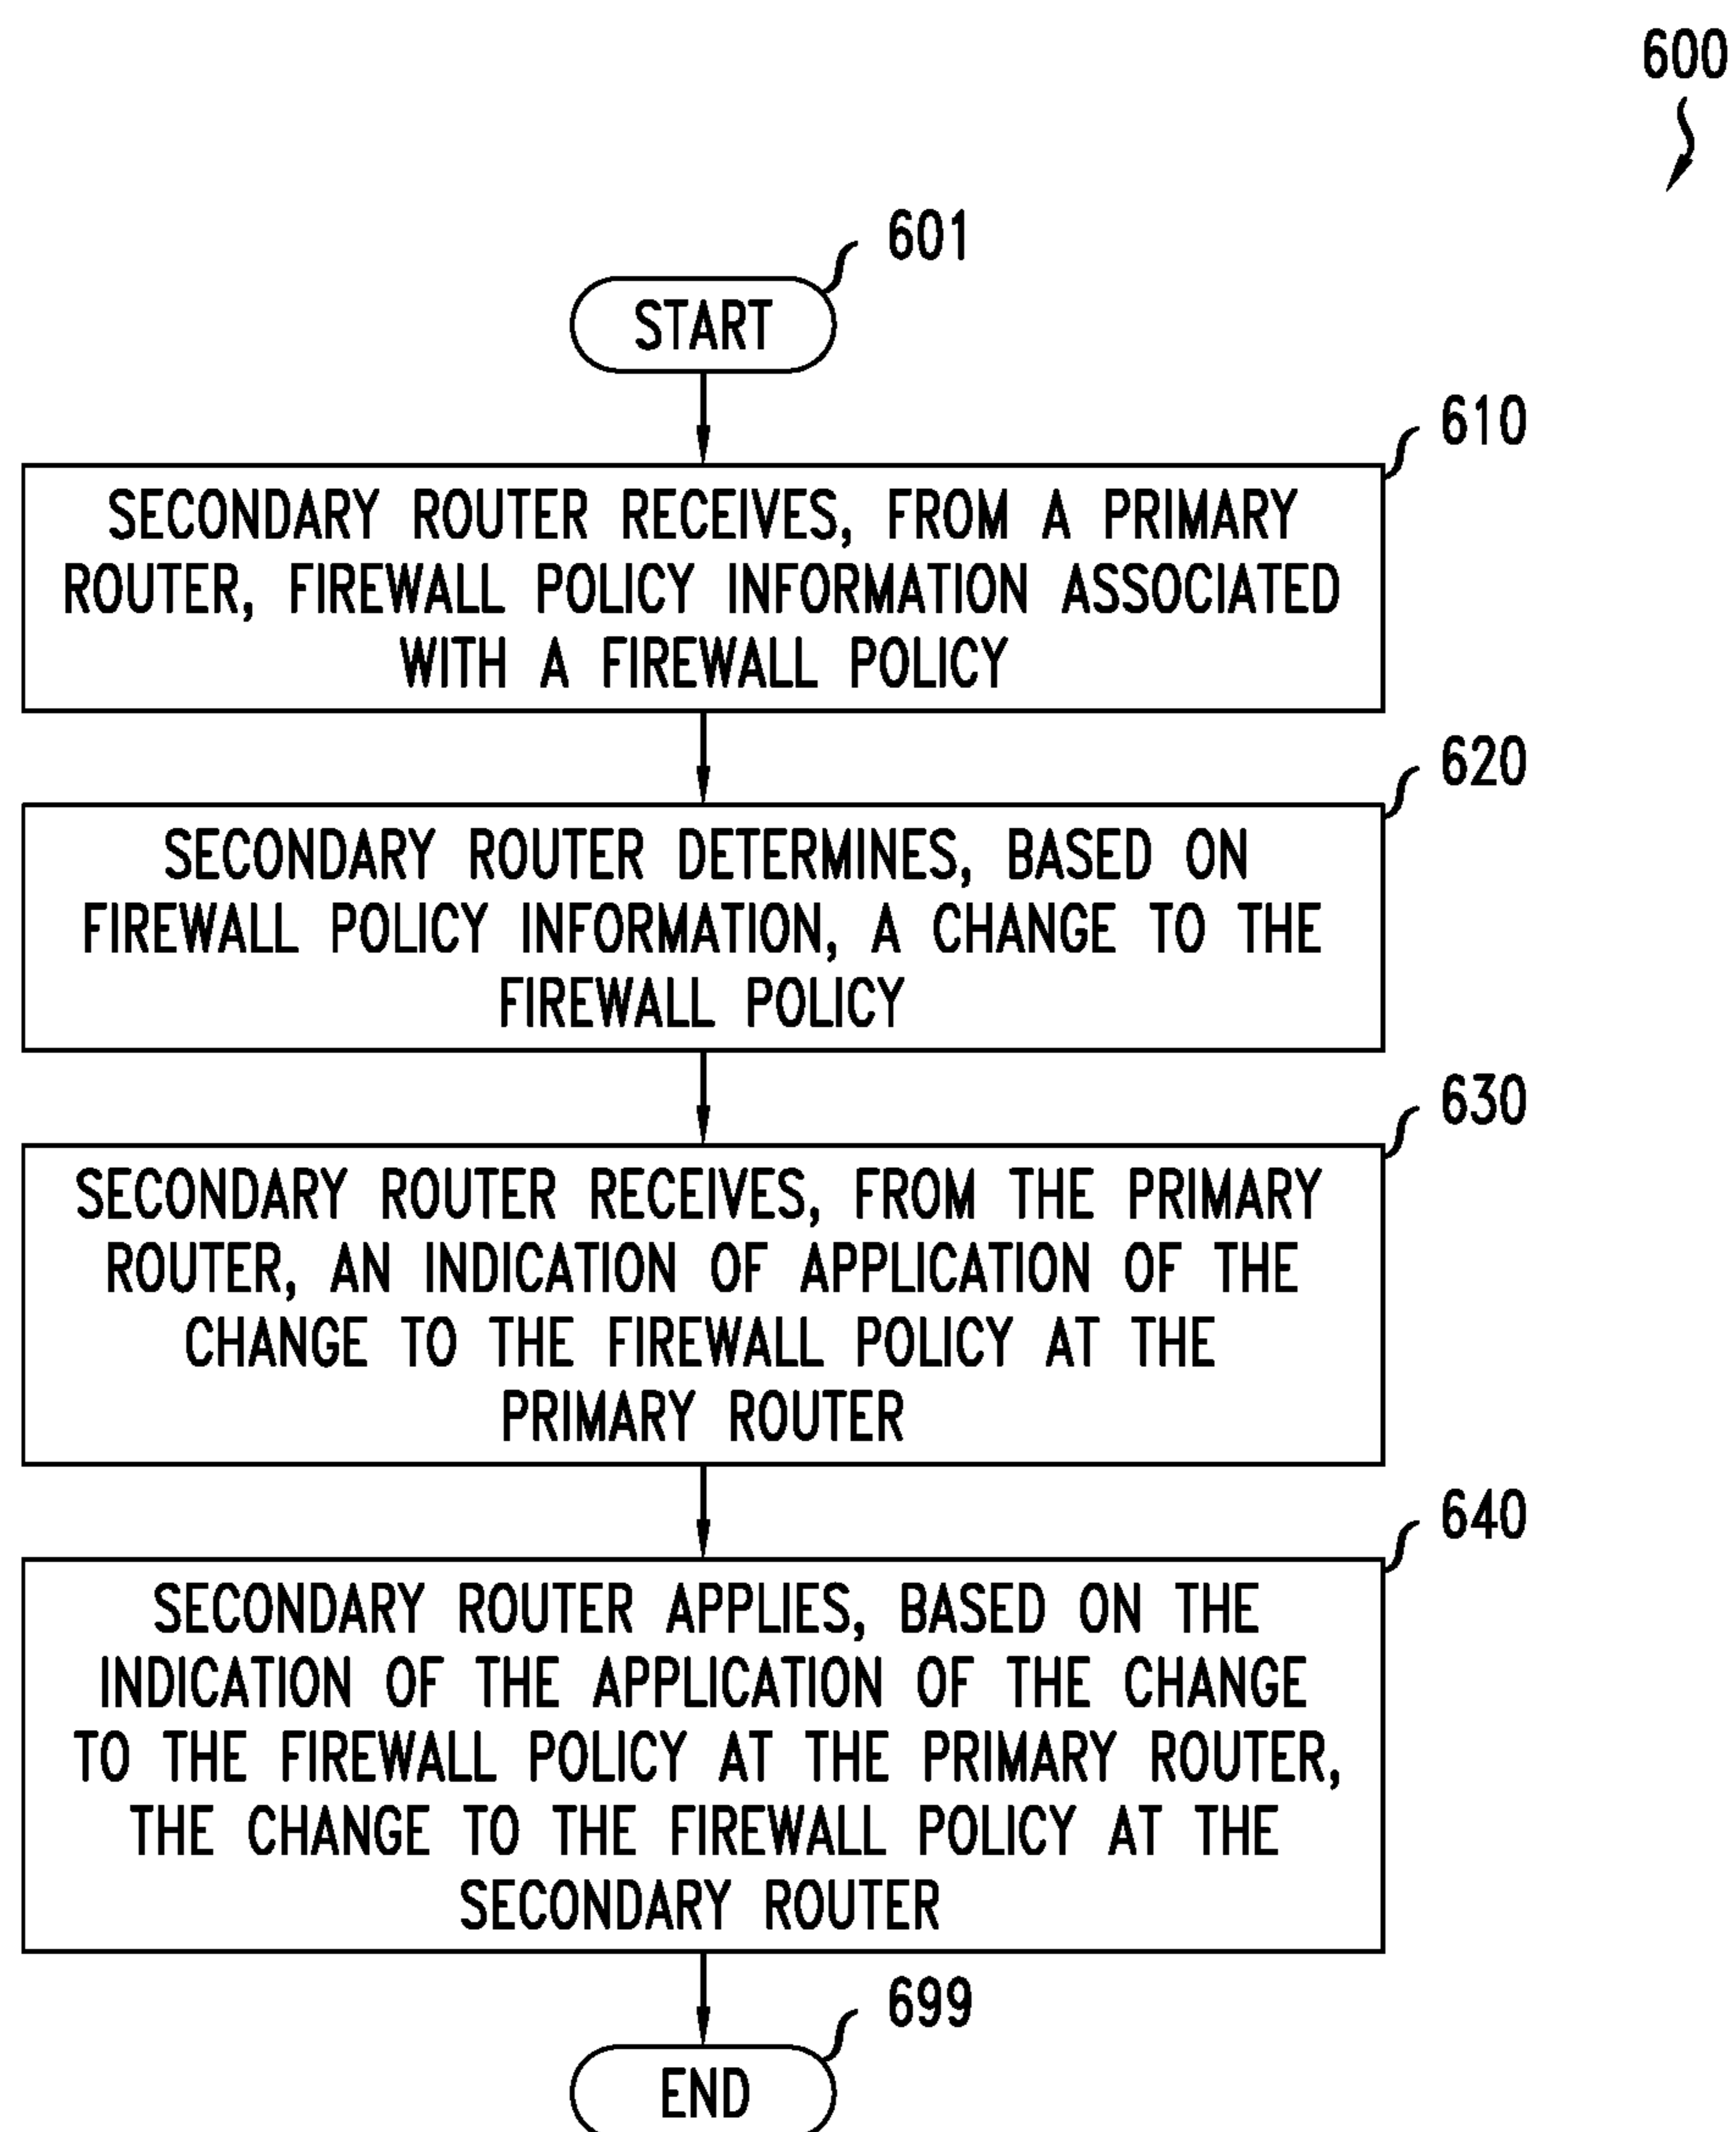 600
601
START
610
SECONDARY ROUTER RECEIVES, FROM A PRIMARY
ROUTER, FIREWALL POLICY INFORMATION ASSOCIATED
WITH A FIREWALL POLICY
620
SECONDARY ROUTER DETERMINES, BASED ON
FIREWALL POLICY INFORMATION, A CHANGE TO THE
FIREWALL POLICY
630
SECONDARY ROUTER RECEIVES, FROM THE PRIMARY
ROUTER, AN INDICATION OF APPLICATION OF THE
CHANGE TO THE FIREWALL POLICY AT THE
PRIMARY ROUTER
640
SECONDARY ROUTER APPLIES, BASED ON THE
INDICATION OF THE APPLICATION OF THE CHANGE
TO THE FIREWALL POLICY AT THE PRIMARY ROUTER,
THE CHANGE TO THE FIREWALL POLICY AT THE
SECONDARY ROUTER
699
END